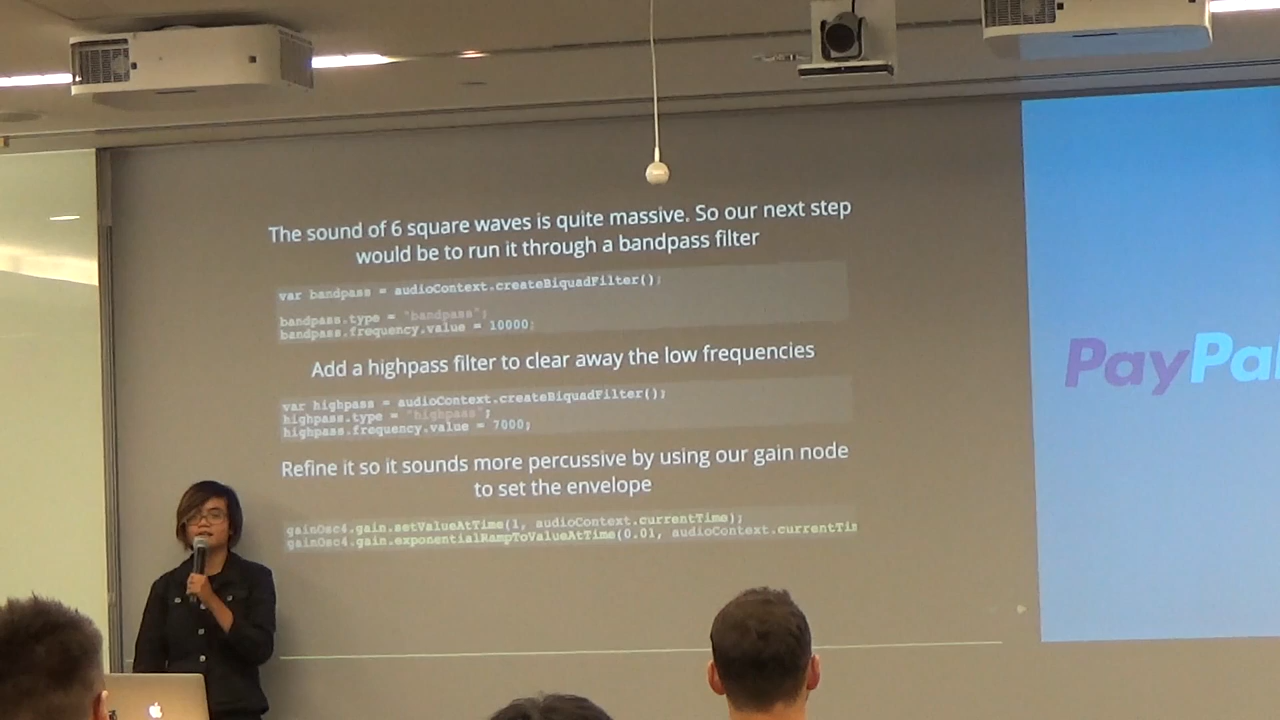 The sound of 6 square waves is quite massive. So our next step
would be to run it through a bandpass filter
var bandpass = audioContext.createBiquadFilter();
bandpass.type = "bandpass";
bandpass.frequency.value = 10000;
Add a highpass filter to clear away the low frequencies
var highpass = audioContext.createBiquadFilter();
highpass.type = "highpass";
highpass.frequency.value = 7000;
Refine it so it sounds more percussive by using our gain node
to set the envelope
gainOsc4.gain.setValueAtTime(1, audioContext.currentTime);
gainOsc4.gain.exponentialRampToValueAtTime(0.01, audioContext.currentTim
PayPal